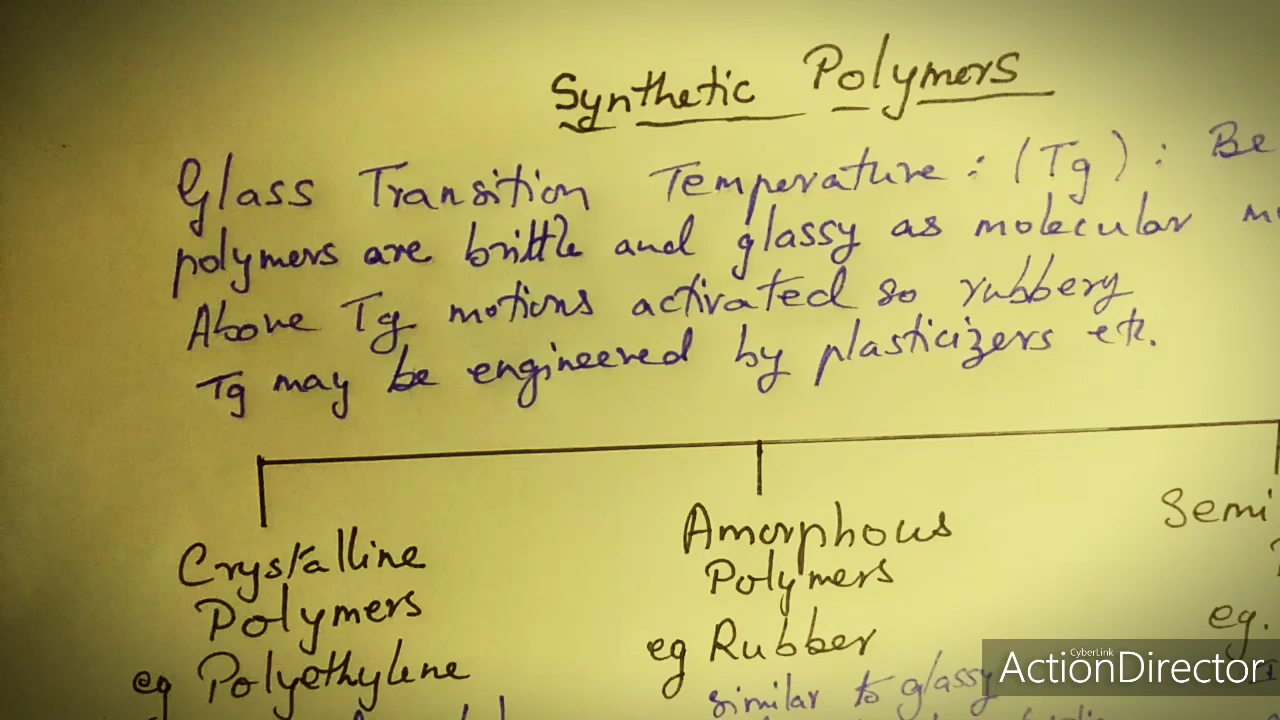 Synthetic Polymers
Glass Transition Temperature : (Tg) : Be
polymers are brittle and glassy as molecular mo
Above Tg motions activated so rubbery
Tg may be engineered by plasticizers etc.
Crystalline
Polymers
eg Polyethylene
Amorphous
Polymers
eg Rubber
similar to glassy
Semi
eg.
CyberLink
ActionDirector